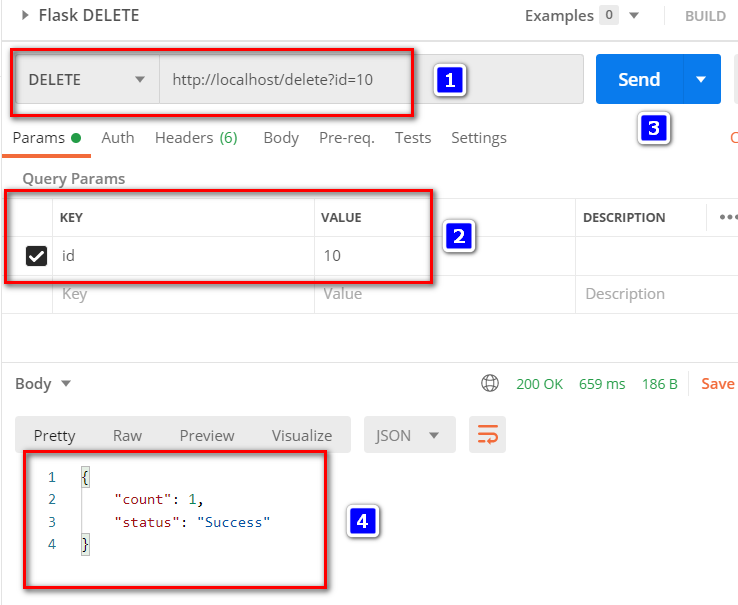 Flask DELETE Examples 0 BUILD
DELETE http://localhost/delete?id=10 1 Send
3
Params Auth Headers (6) Body Pre-req. Tests Settings
Query Params
KEY VALUE DESCRIPTION
2
id 10
Key Value Description
Body 200 OK 659 ms 186 B Save
Pretty Raw Preview Visualize JSON
1 {
2 "count": 1,
3 "status": "Success"
4 }
4